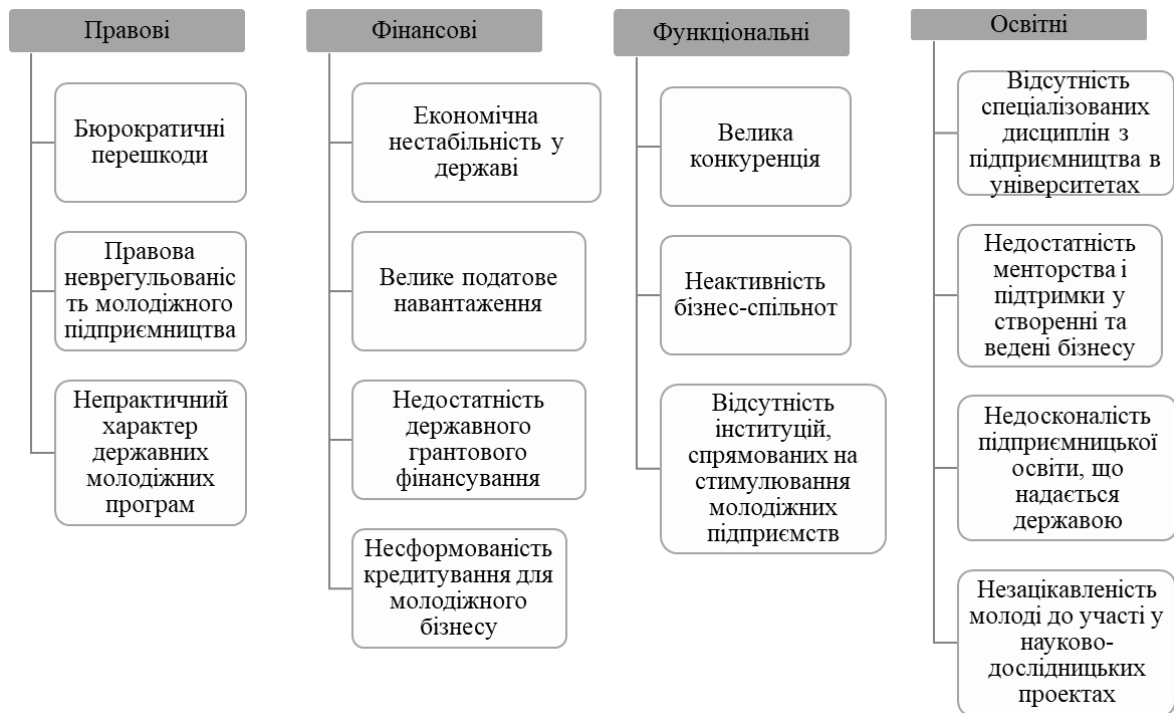 Правові
Бюрократичні
перешкоди
Правова
неврегульованіс
ть молодіжного
підприємництва
Непрактичний
характер
державних
молодіжних
програм
Фінансові
Економічна
нестабільність у
державі
Велике податове
навантаження
Недостатність
державного
грантового
фінансування
Несформованість
кредитування для
молодіжного
бізнесу
Функціональні
Велика
конкуренція
Неактивність
бізнес-спільнот
Відсутність
інституцій,
спрямованих на
стимулювання
молодіжних
підприємств
Освітні
Відсутність
спеціалізованих
дисциплін з
підприємництва в
університетах
Недостатність
менторства і
підтримки у
створенні та
ведені бізнесу
Недосконалість
підприємницької
освіти, що
надається
державою
Незацікавленість
молоді до участі у
науково-
дослідницьких
проектах